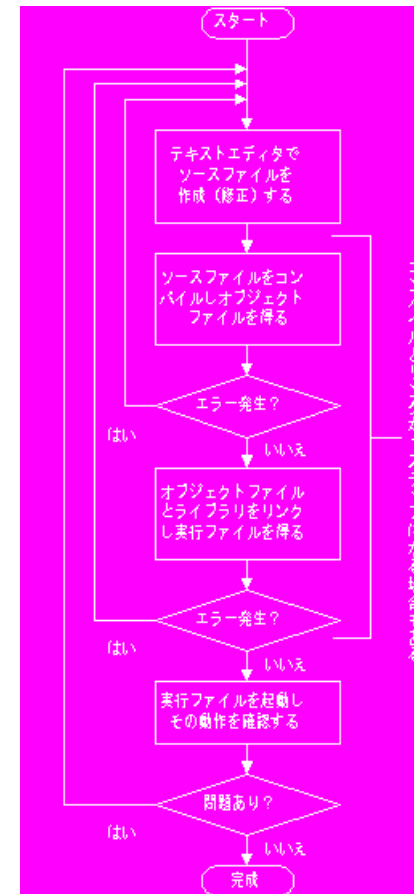 スタート
テキストエディタで
ソースファイルを
作成（修正）する
ソースファイルをコン
パイルしオブジェクト
ファイルを得る
エラー発生？
はい
いいえ
オブジェクトファイル
とライブラリをリンク
し実行ファイルを得る
エラー発生？
はい
いいえ
実行ファイルを起動し
その動作を確認する
問題あり？
はい
いいえ
完成